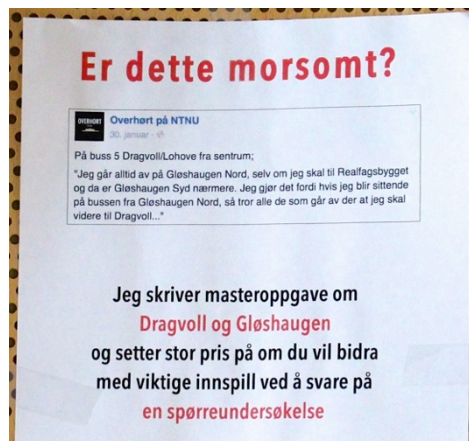 Er dette morsomt?
OVERHØRT
Overhørt på NTNU
30. januar ·
På buss 5 Dragvoll/Lohove fra sentrum;
"Jeg går alltid av på Gløshaugen Nord, selv om jeg skal til Realfagsbygget
og da er Gløshaugen Syd nærmere. Jeg gjør det fordi hvis jeg blir sittende
på bussen fra Gløshaugen Nord, så tror alle de som går av der at jeg skal
videre til Dragvoll..."
Jeg skriver masteroppgave om
Dragvoll og Gløshaugen
og setter stor pris på om du vil bidra
med viktige innspill ved å svare på
en spørreundersøkelse